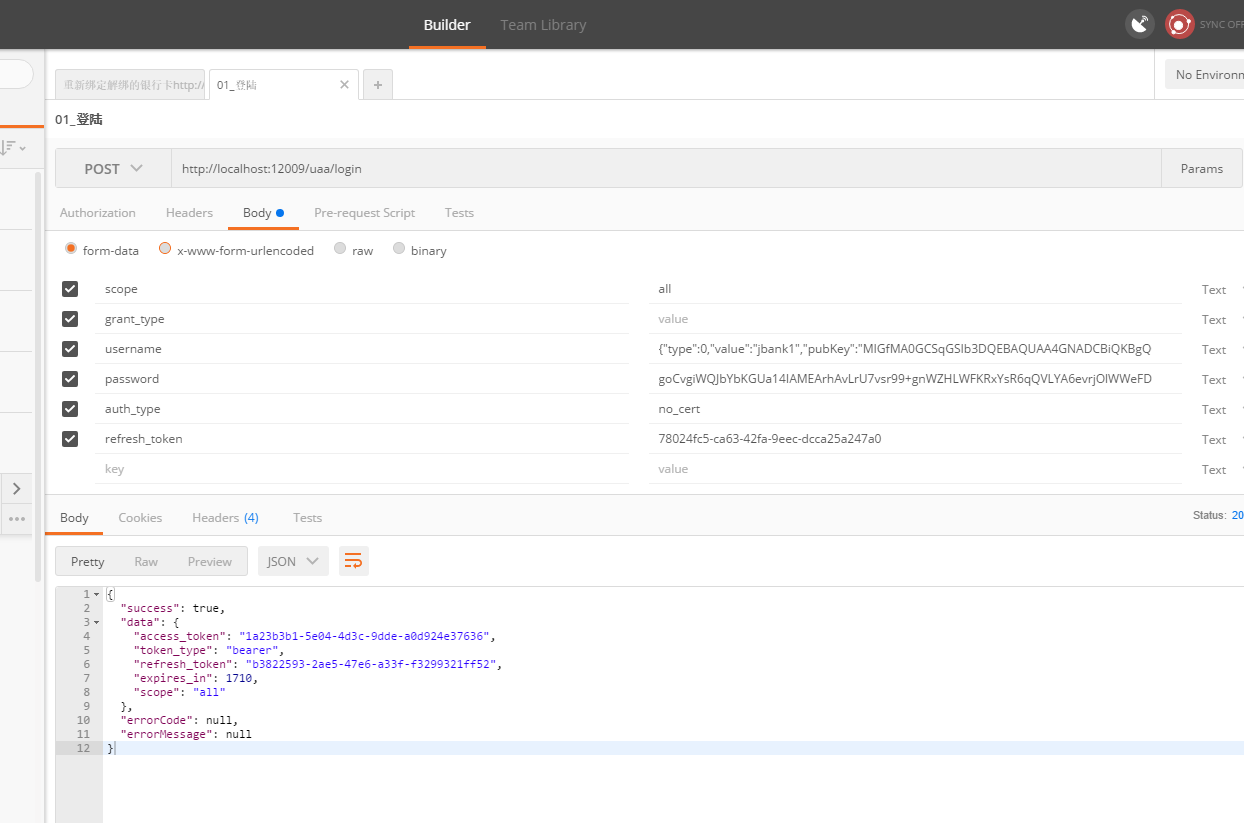 Builder Team Library SYNC OFF
重新绑定解绑的银行卡http:// 01_登陆 × +
No Environm
01_登陆
POST http://localhost:12009/uaa/login Params
Authorization Headers Body Pre-request Script Tests
form-data x-www-form-urlencoded raw binary
scope all Text
grant_type value Text
username {"type":0,"value":"jbank1","pubKey":"MIGfMA0GCSqGSIb3DQEBAQUAA4GNADCBiQKBgQ Text
password goCvgiWQJbYbKGUa14IAMEArhAvLrU7vsr99+gnWZHLWFKRxYsR6qQVLYA6evrjOlWWeFD Text
auth_type no_cert Text
refresh_token 78024fc5-ca63-42fa-9eec-dcca25a247a0 Text
key value Text
Body Cookies Headers (4) Tests Status: 20
Pretty Raw Preview JSON
1 {
2 "success": true,
3 "data": {
4 "access_token": "1a23b3b1-5e04-4d3c-9dde-a0d924e37636",
5 "token_type": "bearer",
6 "refresh_token": "b3822593-2ae5-47e6-a33f-f3299321ff52",
7 "expires_in": 1710,
8 "scope": "all"
9 },
10 "errorCode": null,
11 "errorMessage": null
12 }